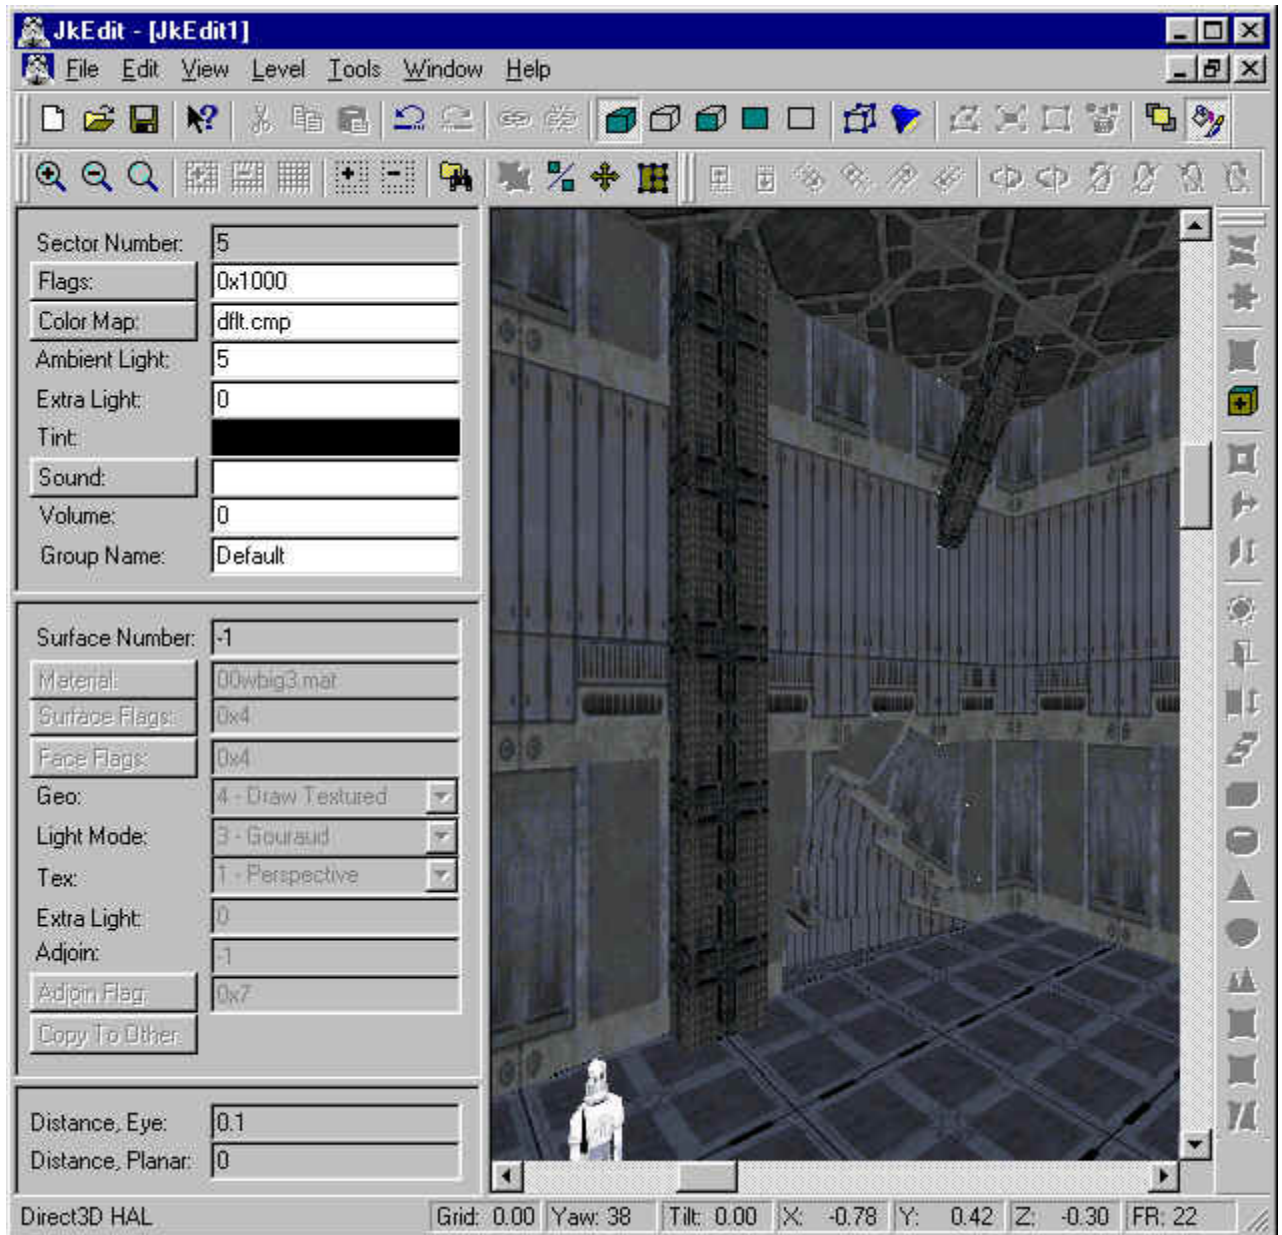 JkEdit - [JkEdit1]
File Edit View Level Tools Window Help
Sector Number: 5
Flags: 0x1000
Color Map: dflt.cmp
Ambient Light: 5
Extra Light: 0
Tint:
Sound:
Volume: 0
Group Name: Default
Surface Number: -1
Material: 00wbig3.mat
Surface Flags: 0x4
Face Flags: 0x4
Geo: 4 - Draw Textured
Light Mode: 3 - Gouraud
Tex: 1 - Perspective
Extra Light: 0
Adjoin: -1
Adjoin Flag: 0x7
Copy To Other:
Distance, Eye: 0.1
Distance, Planar: 0
Direct3D HAL Grid: 0.00 Yaw: 38 Tilt: 0.00 X: -0.78 Y: 0.42 Z: -0.30 FR: 22